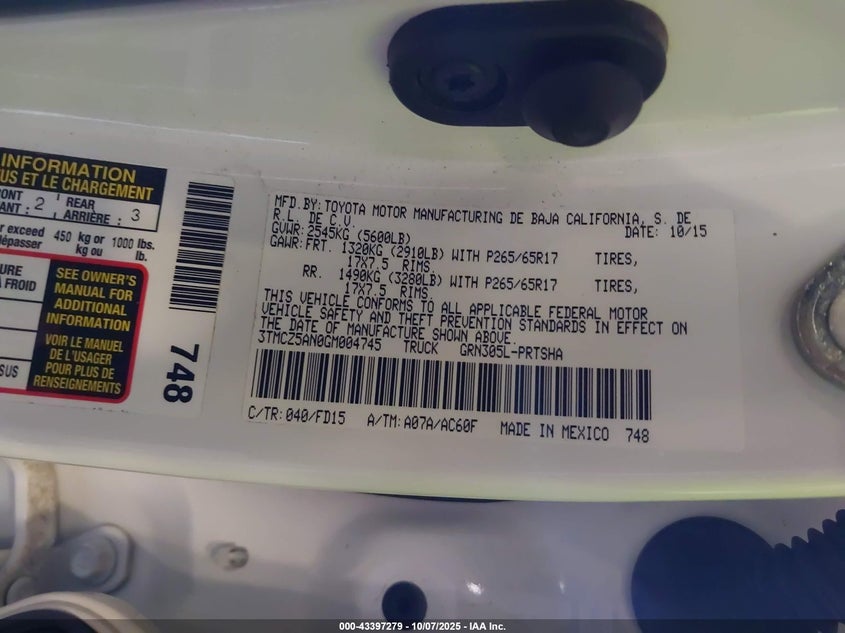 INFORMATION
US ET LE CHARGEMENT
2 REAR 3
ARRIÈRE :
exceed 450 kg or 1000 lbs.
kg ou lb.
À FROID
SEE OWNER'S
MANUAL FOR
ADDITIONAL
INFORMATION
VOIR LE MANUEL
DE L'USAGER
POUR PLUS DE
RENSEIGNEMENTS
748
MFD. BY: TOYOTA MOTOR MANUFACTURING DE BAJA CALIFORNIA, S. DE
R.L. DE C.V. DATE: 10/15
GVWR: 2545KG (5600LB)
GAWR: FRT. 1320KG (2910LB) WITH P265/65R17 TIRES,
17X7.5 RIMS,
RR. 1490KG (3280LB) WITH P265/65R17 TIRES,
17X7.5 RIMS,
THIS VEHICLE CONFORMS TO ALL APPLICABLE FEDERAL MOTOR
VEHICLE SAFETY AND THEFT PREVENTION STANDARDS IN EFFECT ON
THE DATE OF MANUFACTURE SHOWN ABOVE.
3TMCZ5AN0GM004745 TRUCK GRN305L-PRTSHA
C/TR: 040/FD15 A/TM: A07A/AC60F MADE IN MEXICO 748
000-43397279 - 10/07/2025 - IAA Inc.